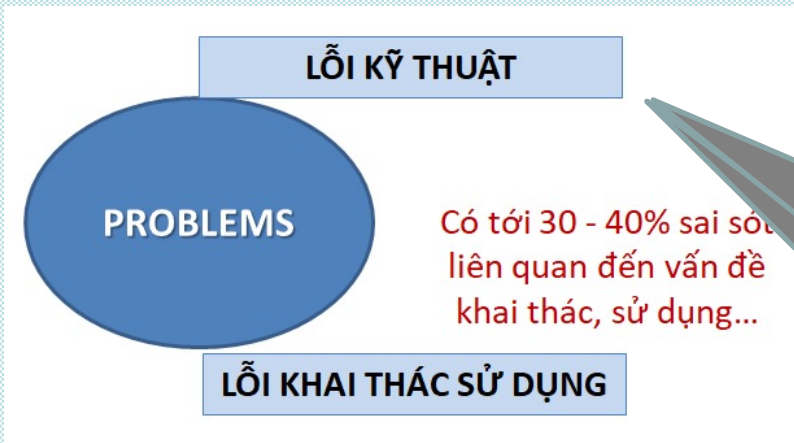 LỖI KỸ THUẬT
PROBLEMS
Có tới 30 - 40% sai sót
liên quan đến vấn đề
khai thác, sử dụng...
LỖI KHAI THÁC SỬ DỤNG